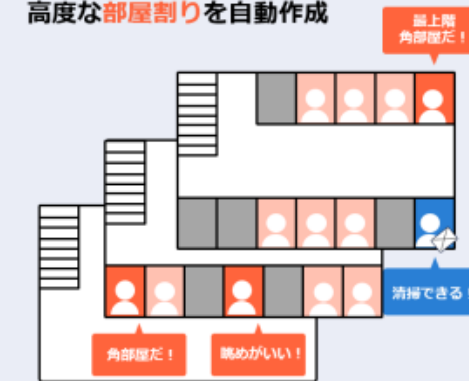 高度な部屋割りを自動作成
最上階
角部屋だ！
清掃できる！
角部屋だ！
眺めがいい！